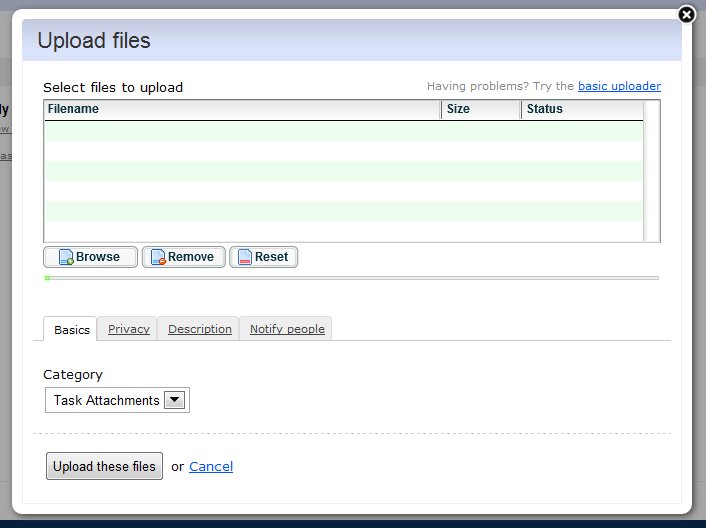 Upload files
Select files to upload
Having problems? Try the basic uploader
Filename Size Status
Browse Remove Reset
Basics Privacy Description Notify people
Category
Task Attachments
Upload these files or Cancel